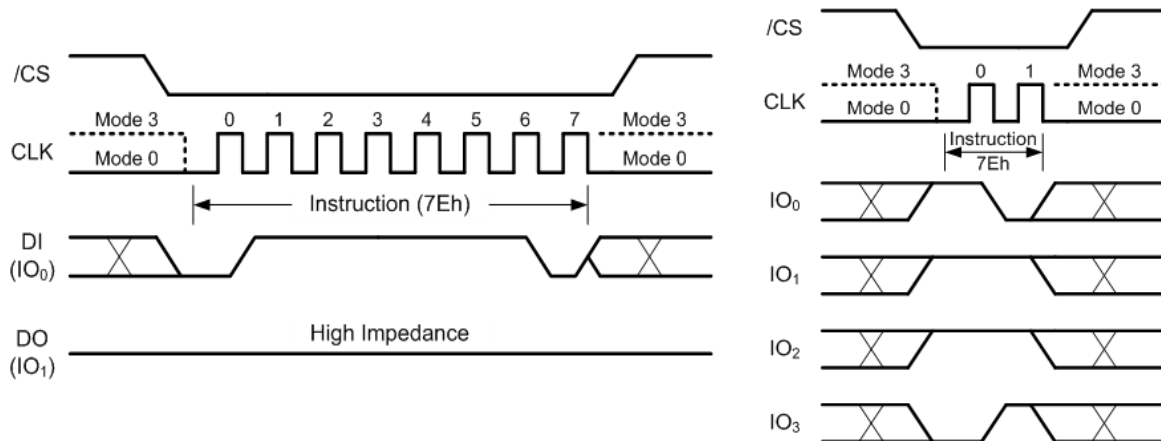 /CS
Mode 3 0 1 2 3 4 5 6 7 Mode 3
CLK Mode 0 Mode 0
Instruction (7Eh)
DI
(IO₀)
High Impedance
DO
(IO₁)
/CS
Mode 3 0 1 Mode 3
CLK Mode 0 Mode 0
Instruction
7Eh
IO₀
IO₁
IO₂
IO₃